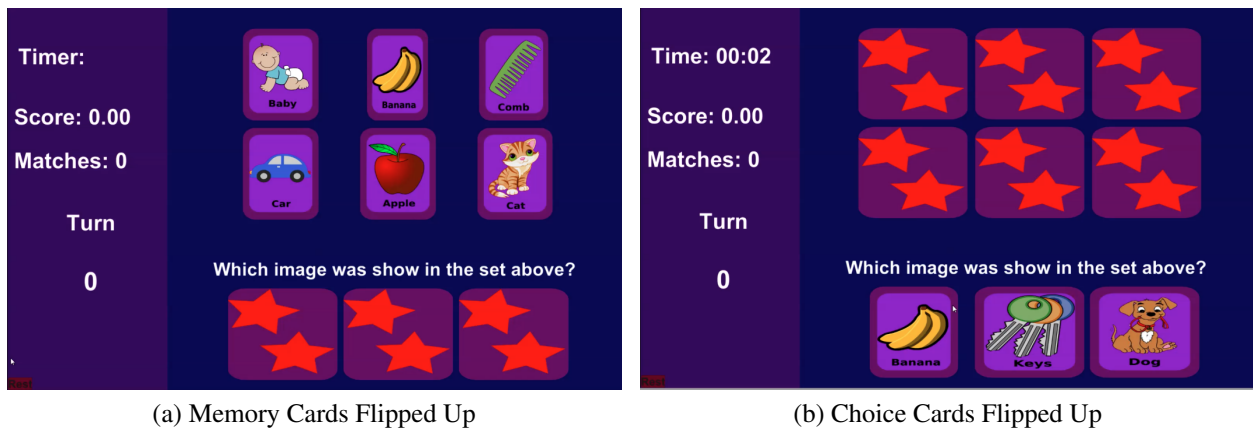 Timer:
Score: 0.00
Matches: 0
Turn
0
Baby
Banana
Comb
Car
Apple
Cat
Which image was show in the set above?
Rest
(a) Memory Cards Flipped Up
Time: 00:02
Score: 0.00
Matches: 0
Turn
0
Which image was show in the set above?
Banana
Keys
Dog
Rest
(b) Choice Cards Flipped Up